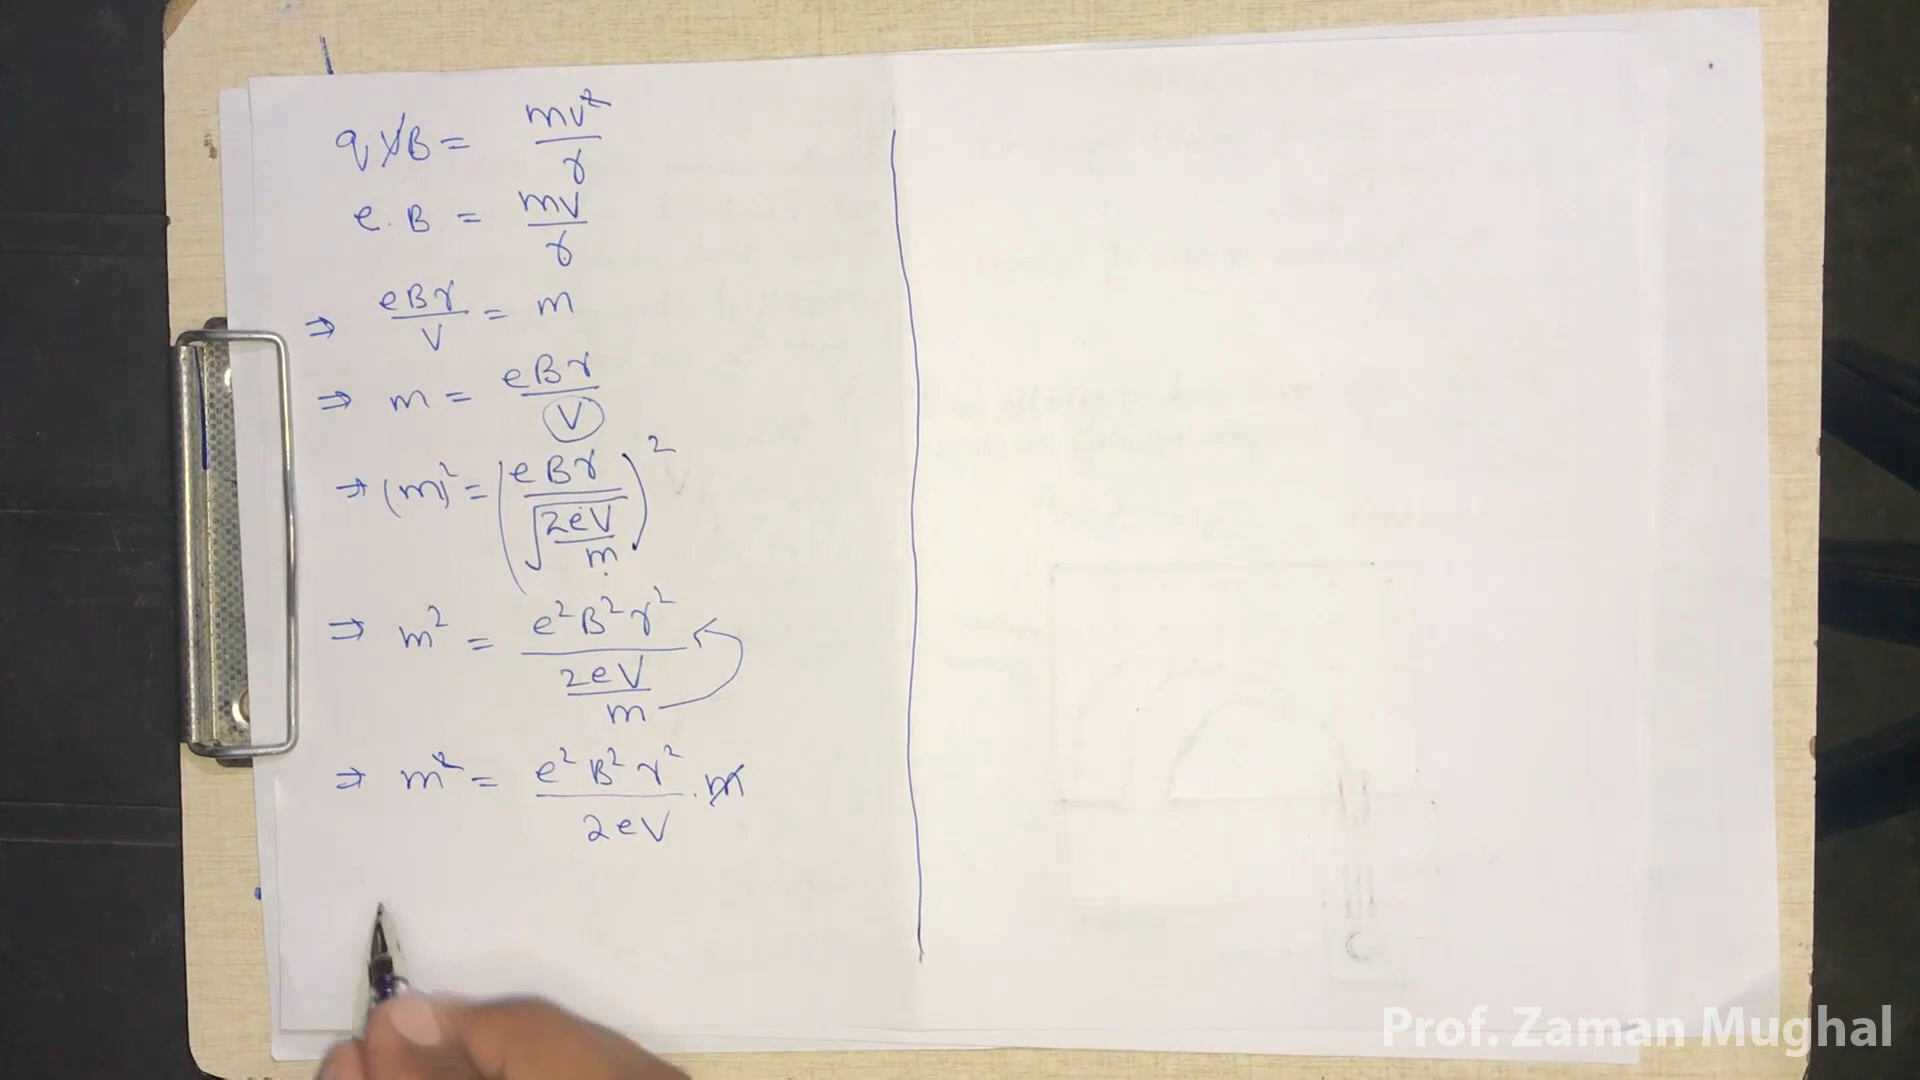 qvB = mv²/r
e.B = mv/r
⇒ eBr/v = m
⇒ m = eBr/v
→ (m)² = (eBr/√(2eV/m))²
⇒ m² = e²B²r²/(2eV/m)
⇒ m² = e²B²r²/2eV . m
Prof. Zaman Mughal